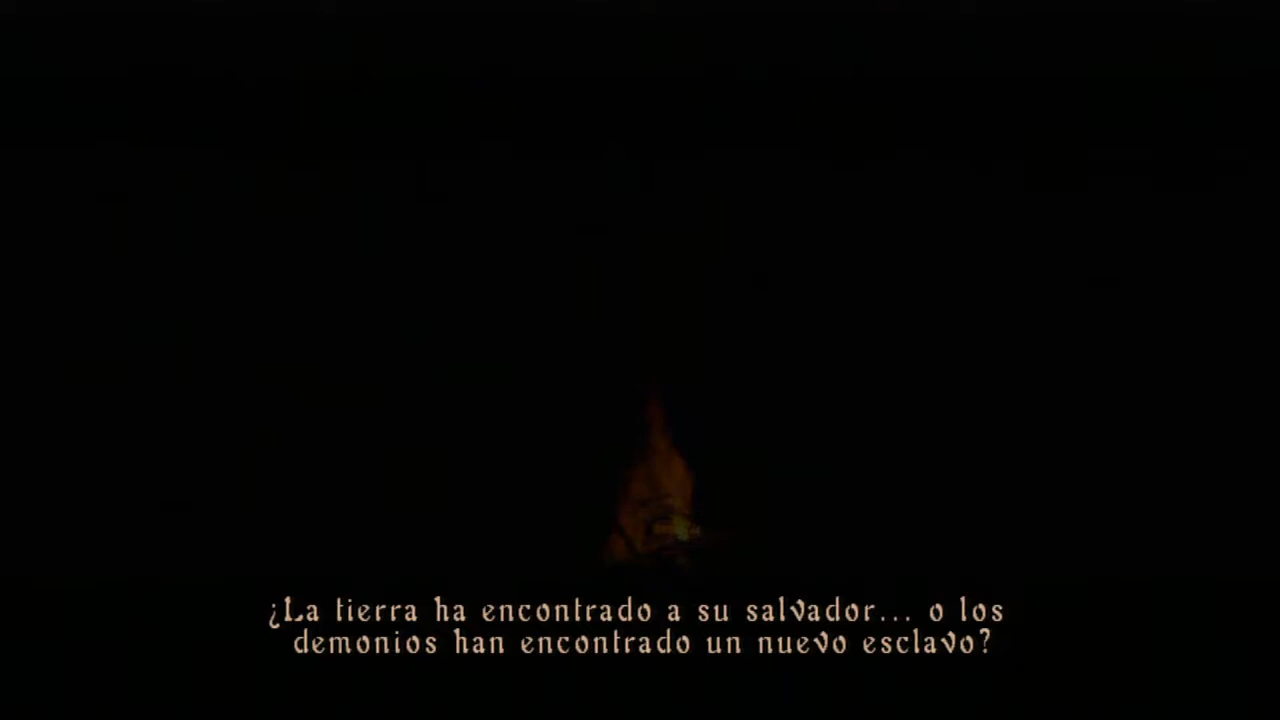 ¿La tierra ha encontrado a su salvador... o los
demonios han encontrado un nuevo esclavo?